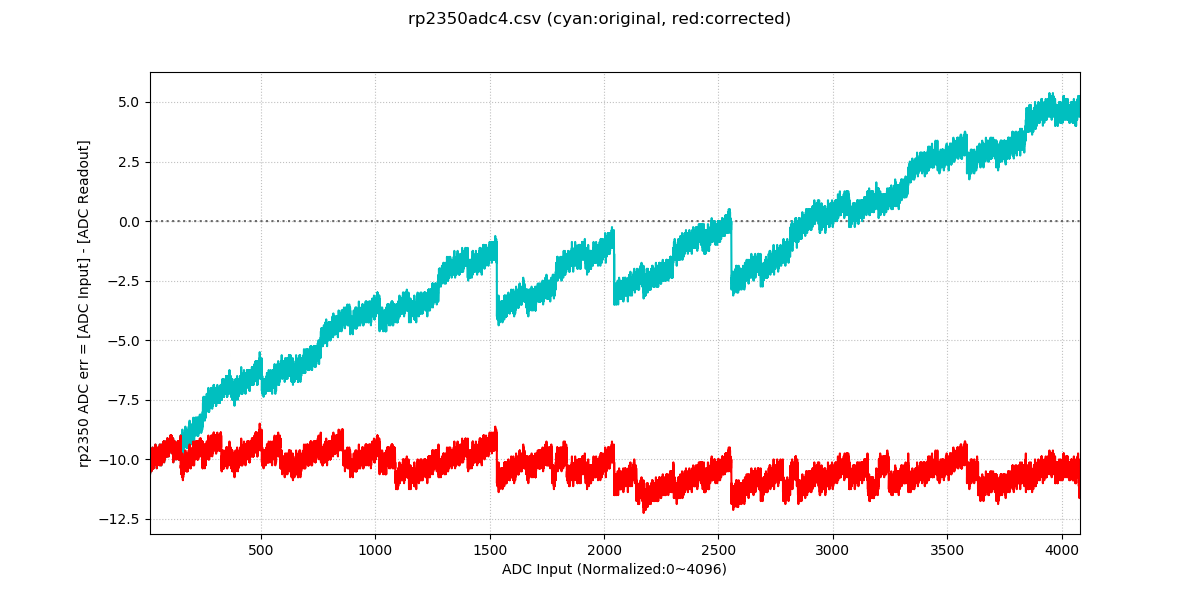 rp2350adc4.csv (cyan:original, red:corrected)
rp2350 ADC err = [ADC Input] - [ADC Readout]
5.0
2.5
0.0
−2.5
−5.0
−7.5
−10.0
−12.5
500 1000 1500 2000 2500 3000 3500 4000
ADC Input (Normalized:0~4096)